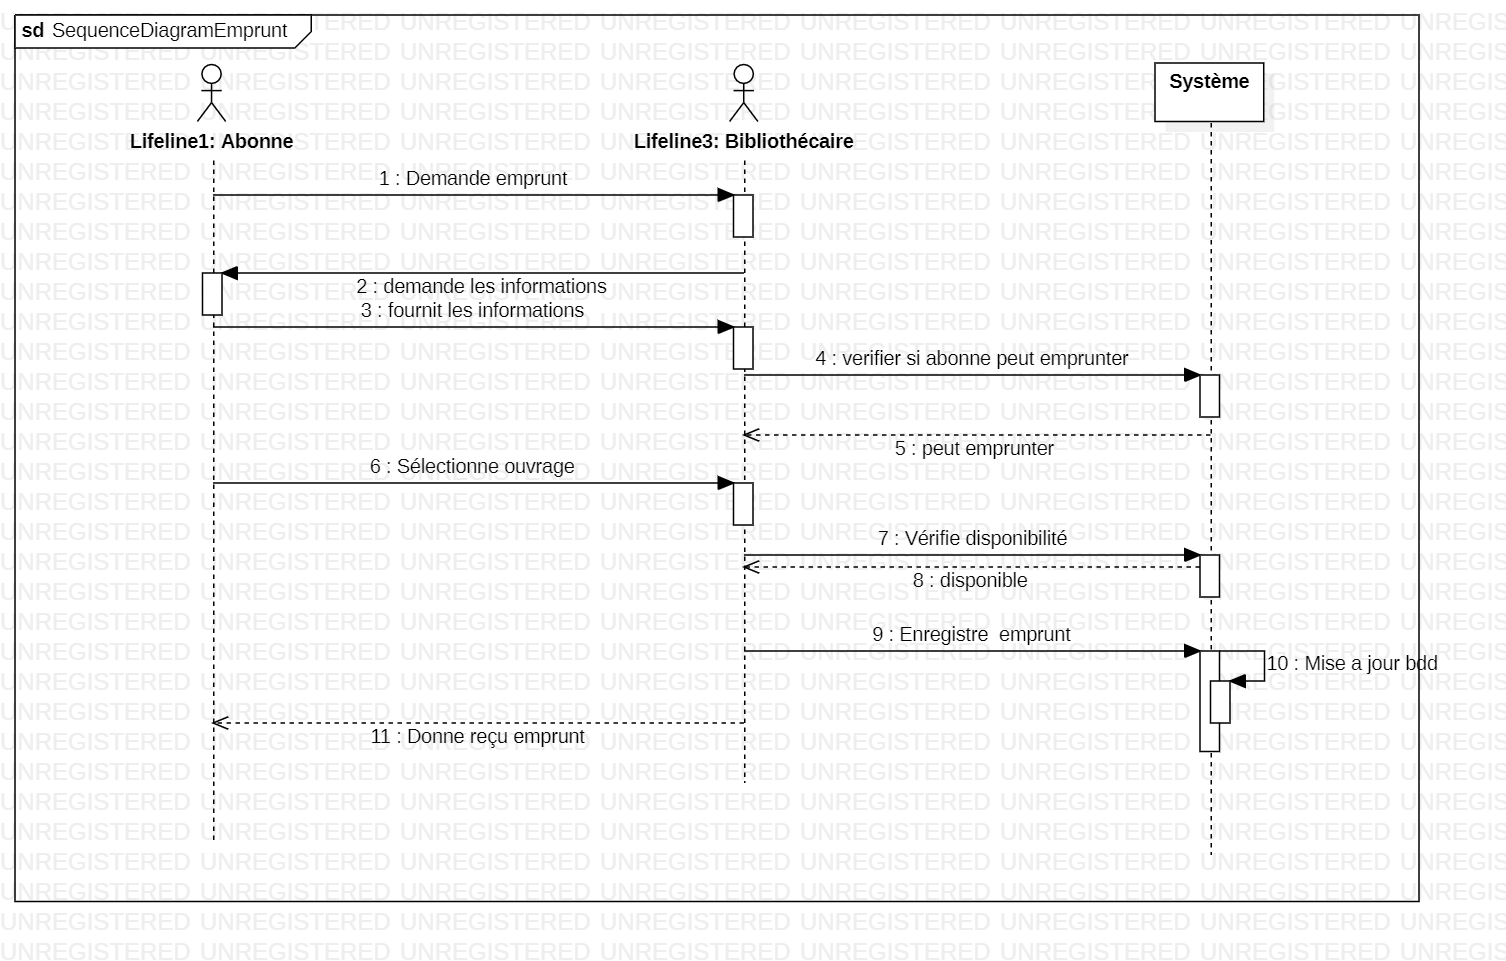 sd SequenceDiagramEmprunt
Système
Lifeline1: Abonne
Lifeline3: Bibliothécaire
1 : Demande emprunt
2 : demande les informations
3 : fournit les informations
4 : verifier si abonne peut emprunter
5 : peut emprunter
6 : Sélectionne ouvrage
7 : Vérifie disponibilité
8 : disponible
9 : Enregistre  emprunt
10 : Mise a jour bdd
11 : Donne reçu emprunt
UNREGISTERED